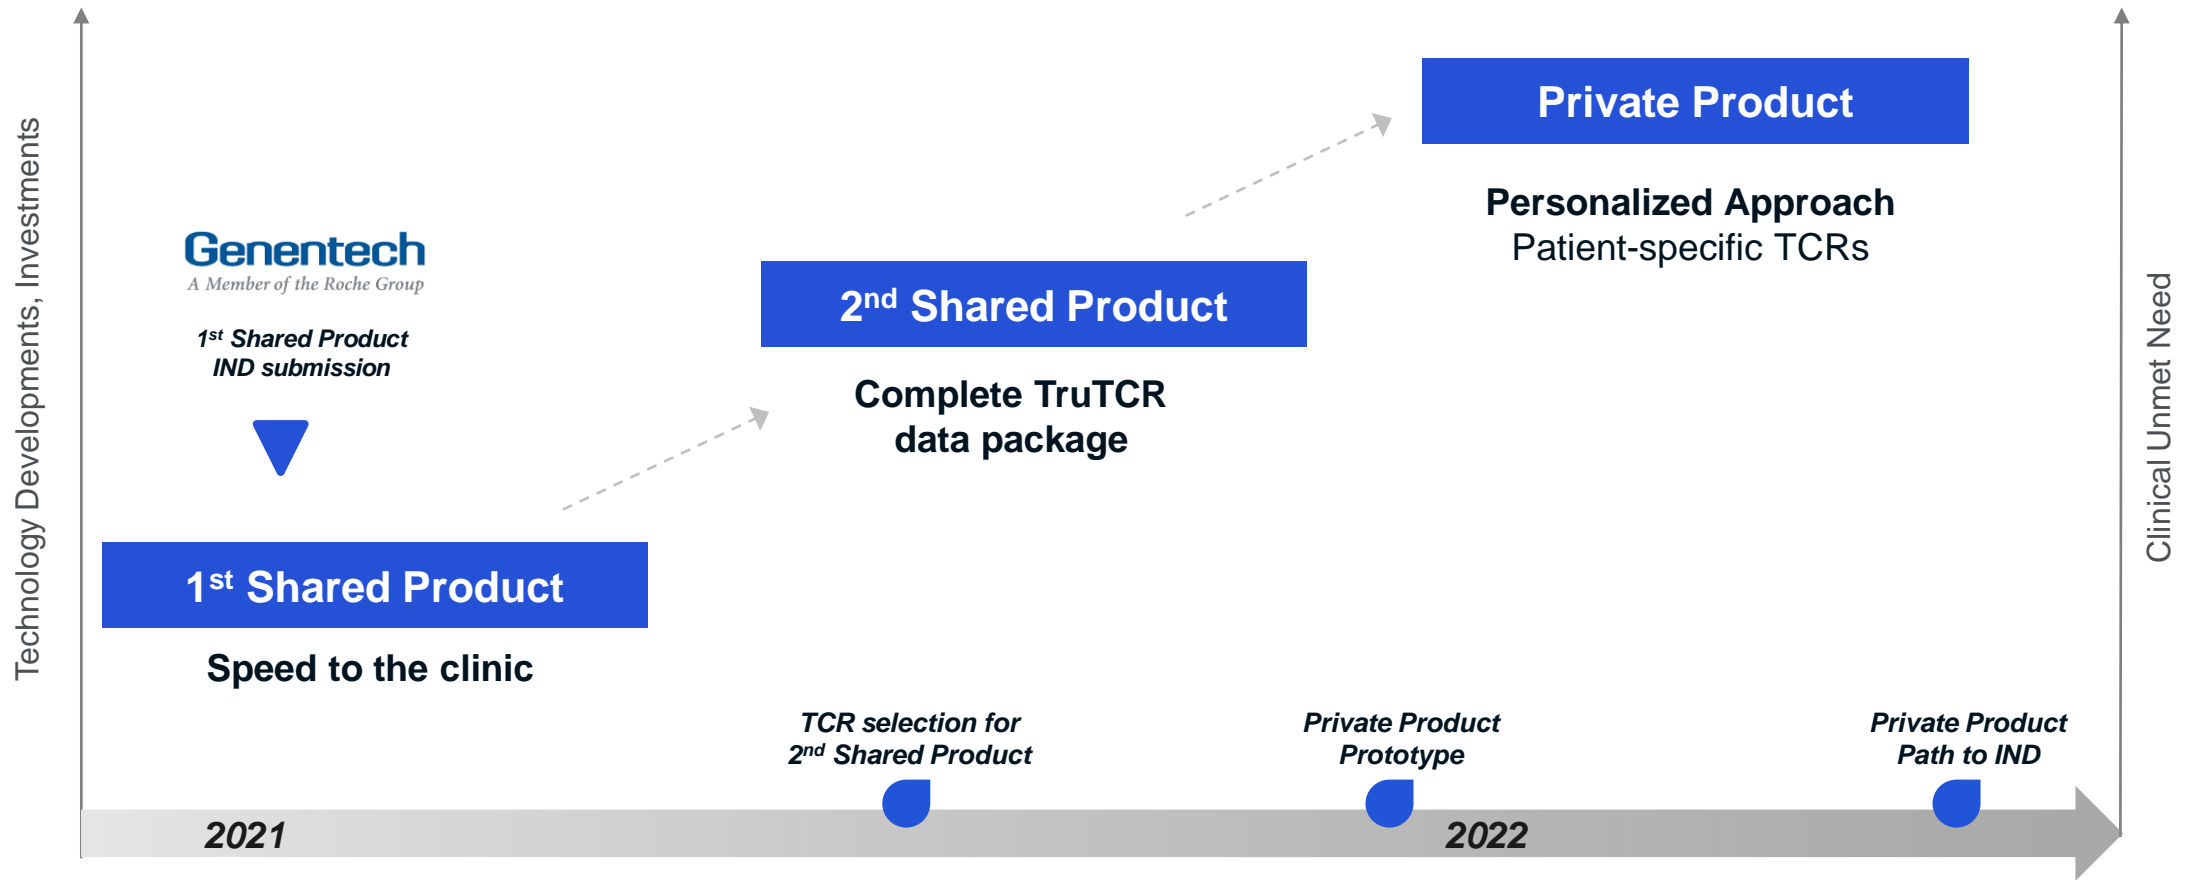 Technology Developments, Investments
Genentech
A Member of the Roche Group
1st Shared Product
IND submission
1st Shared Product
Speed to the clinic
2nd Shared Product
Complete TruTCR
data package
Private Product
Personalized Approach
Patient-specific TCRs
Clinical Unmet Need
TCR selection for
2nd Shared Product
Private Product
Prototype
Private Product
Path to IND
2021
2022